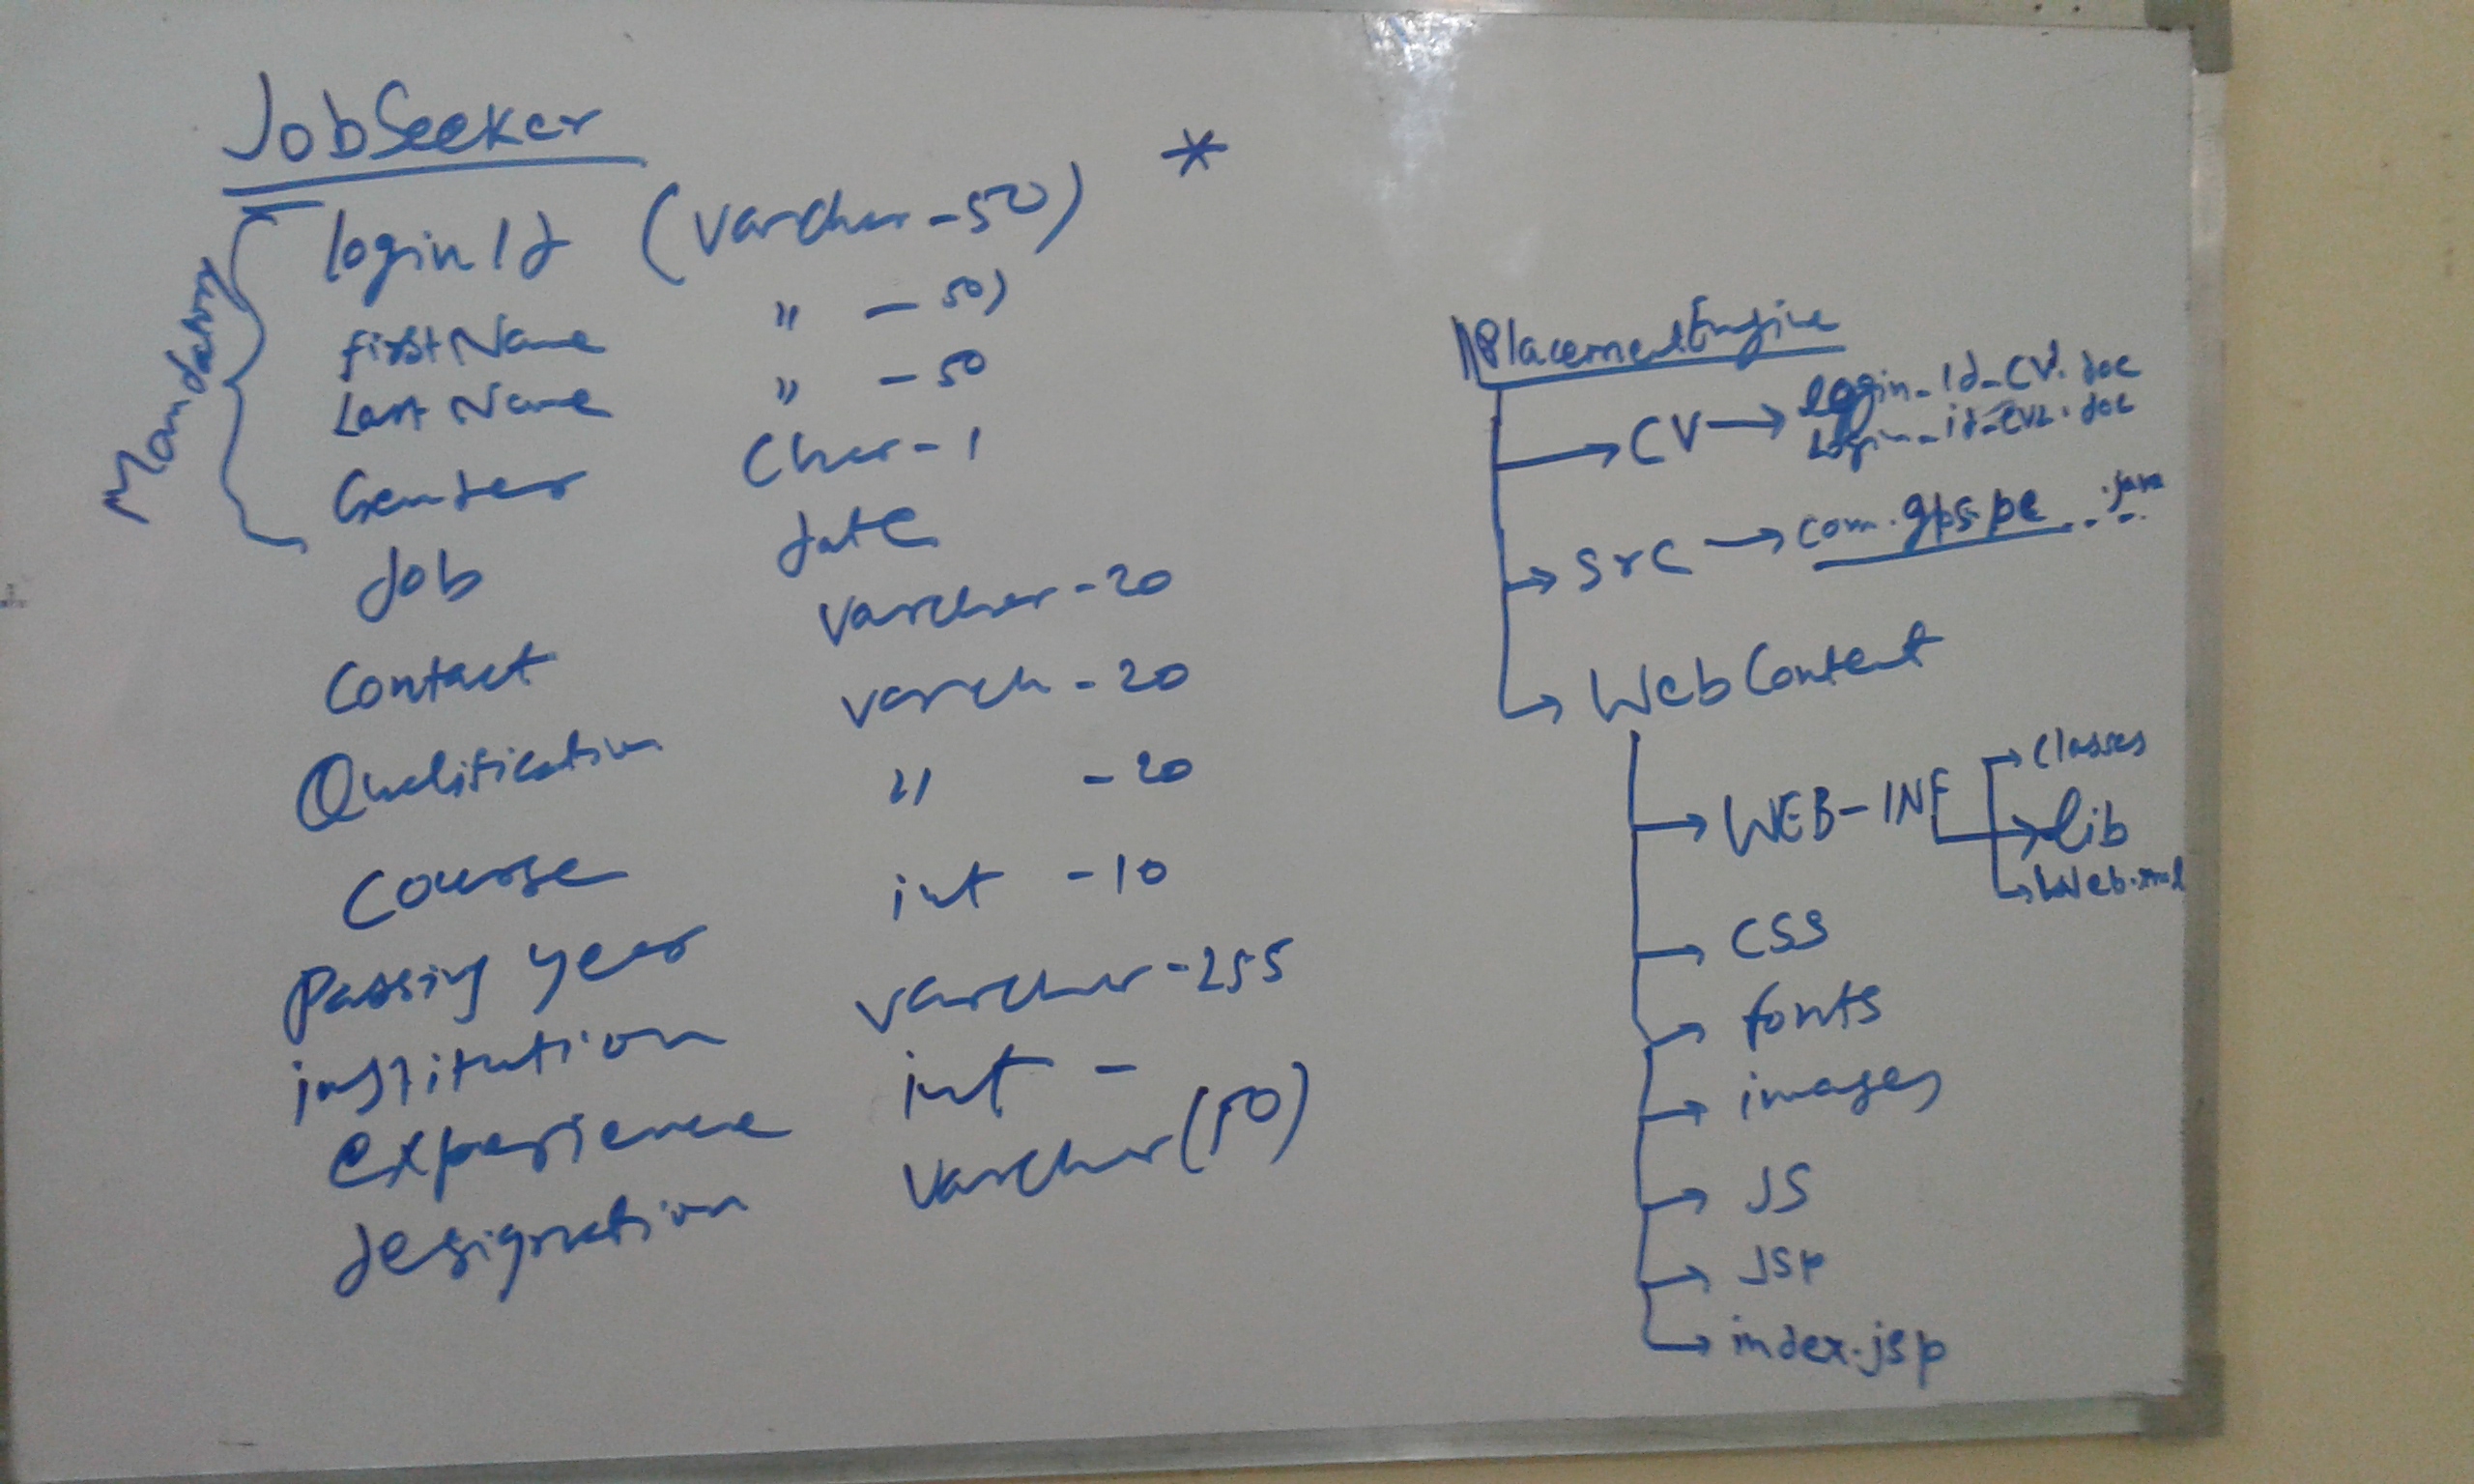 JobSeeker
*
Mandatory
loginId (varchar-50)
firstName " - 50)
Last Name " - 50
Gender Char-1
dob date
Contact varcher-20
Qualification varch-20
Course " - 20
Passing year int - 10
institution varchar-255
experience int -
designation varchar(50)
PlacementEngine
CV → login_Id_CV1.doc
Login_id_CV2.doc
src → com.gps.pe... .java
WebContent
WEB-INF
classes
lib
Web.xml
CSS
fonts
images
JS
JSP
index.jsp